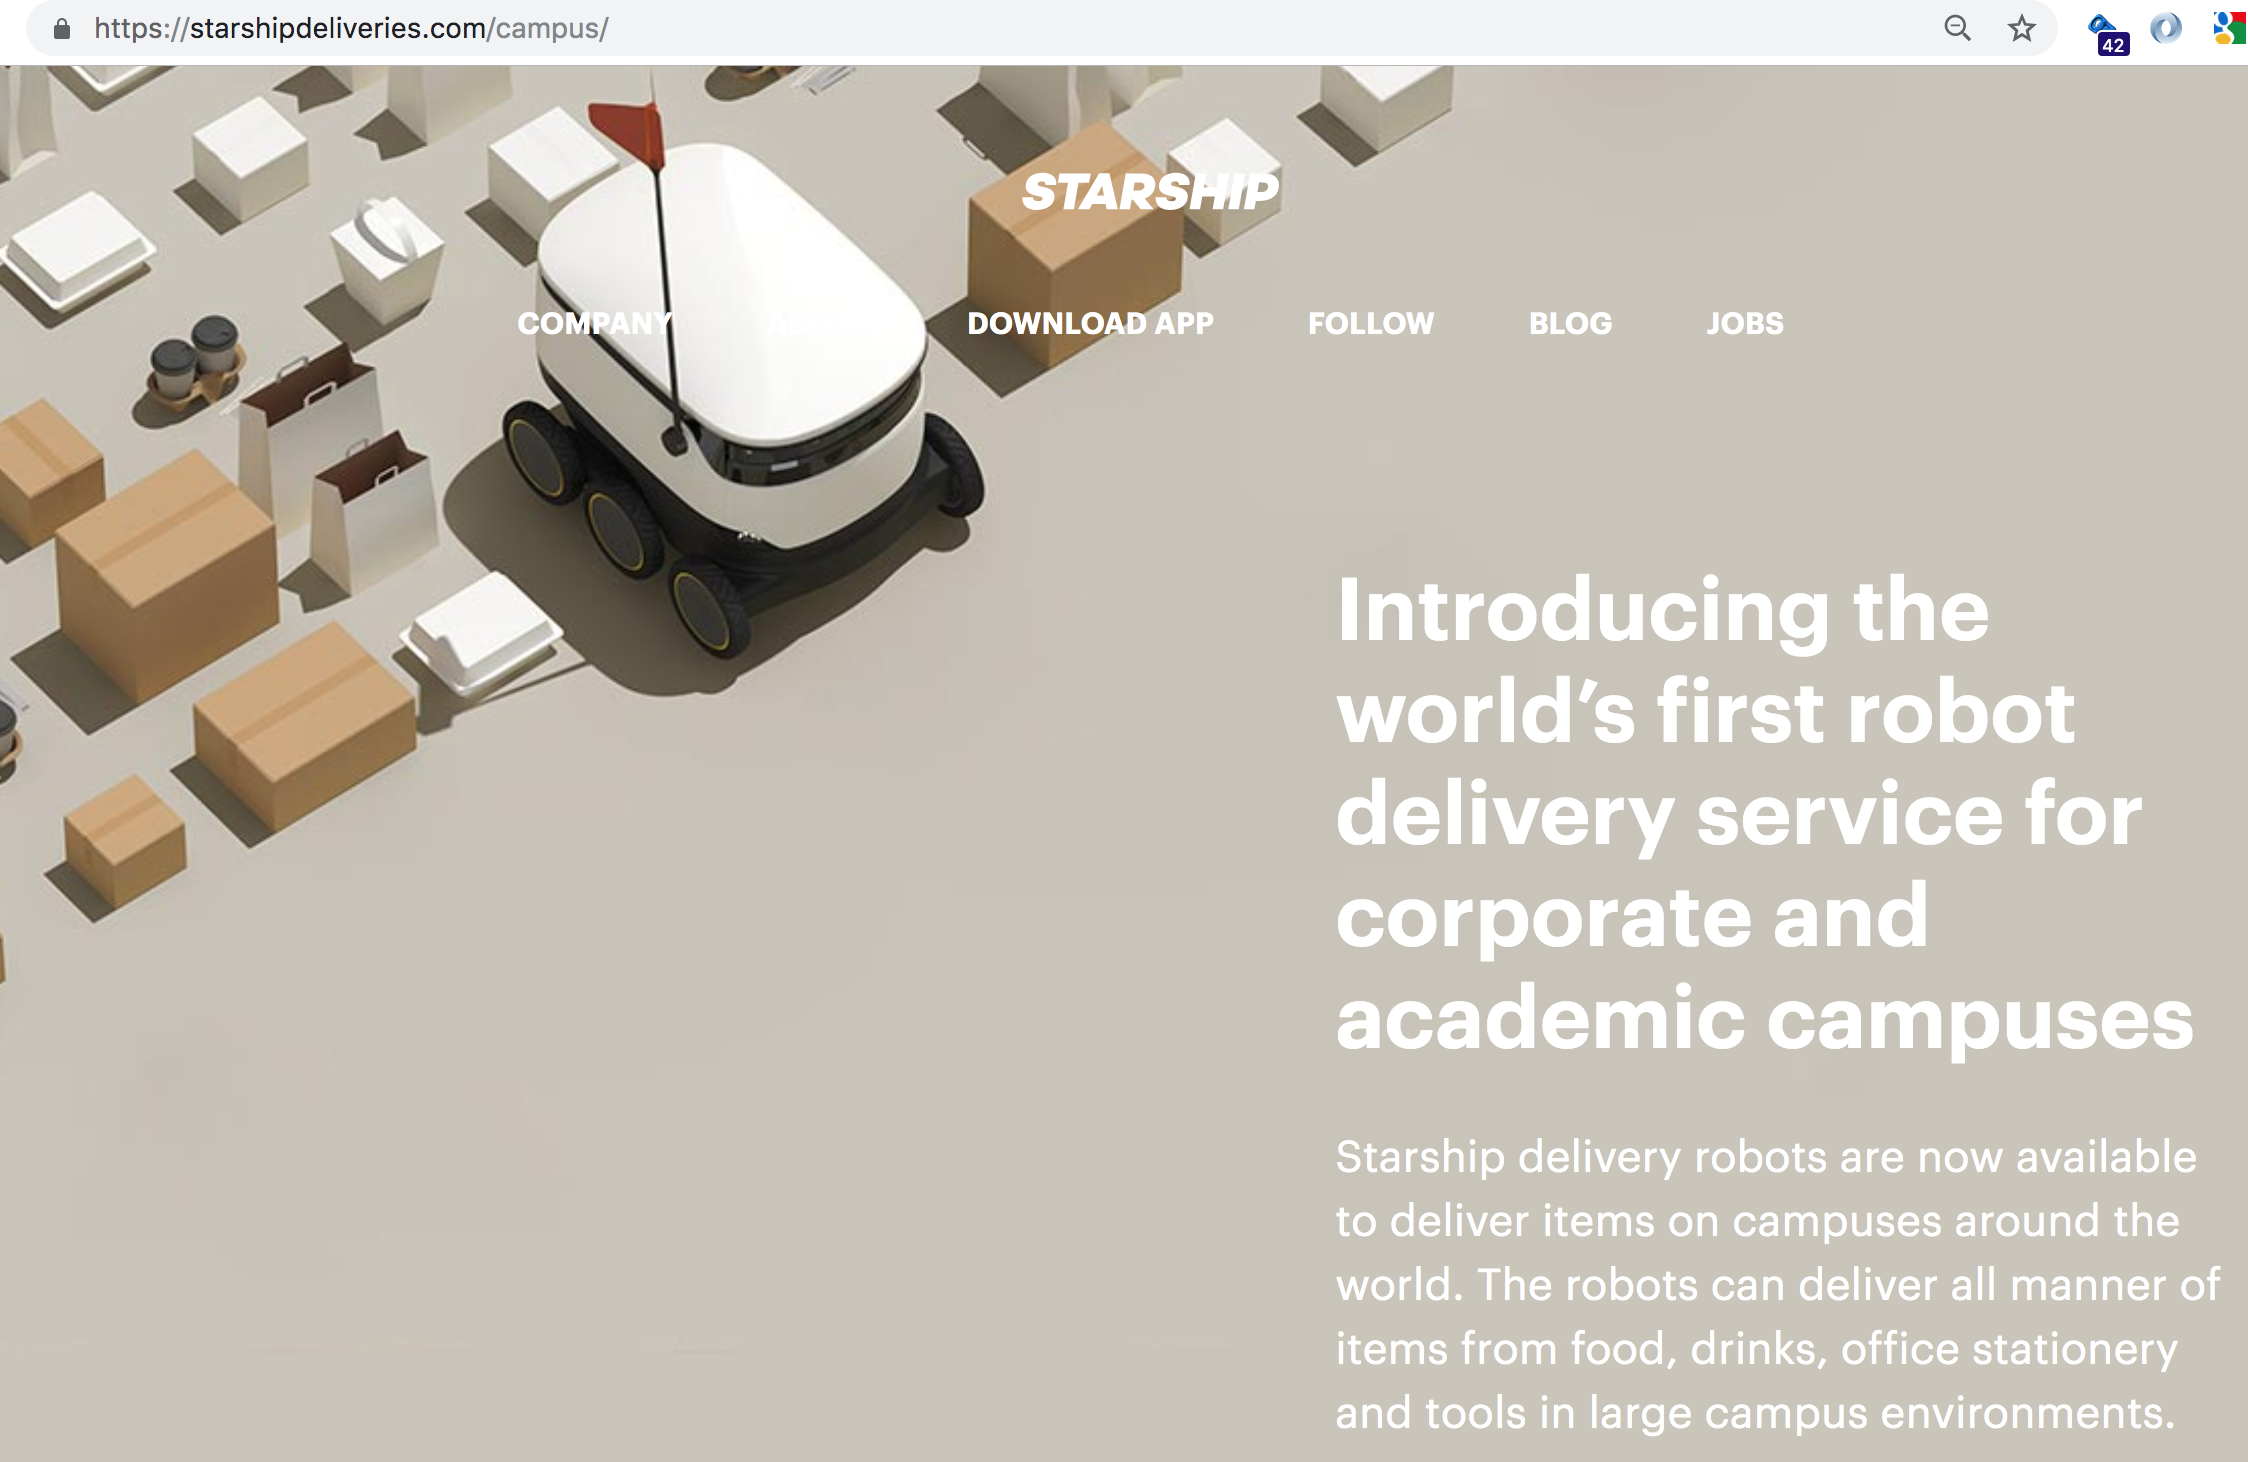 https://starshipdeliveries.com/campus/
42
STARSHIP
COMPANY DOWNLOAD APP FOLLOW BLOG JOBS
Introducing the
world’s first robot
delivery service for
corporate and
academic campuses
Starship delivery robots are now available
to deliver items on campuses around the
world. The robots can deliver all manner of
items from food, drinks, office stationery
and tools in large campus environments.